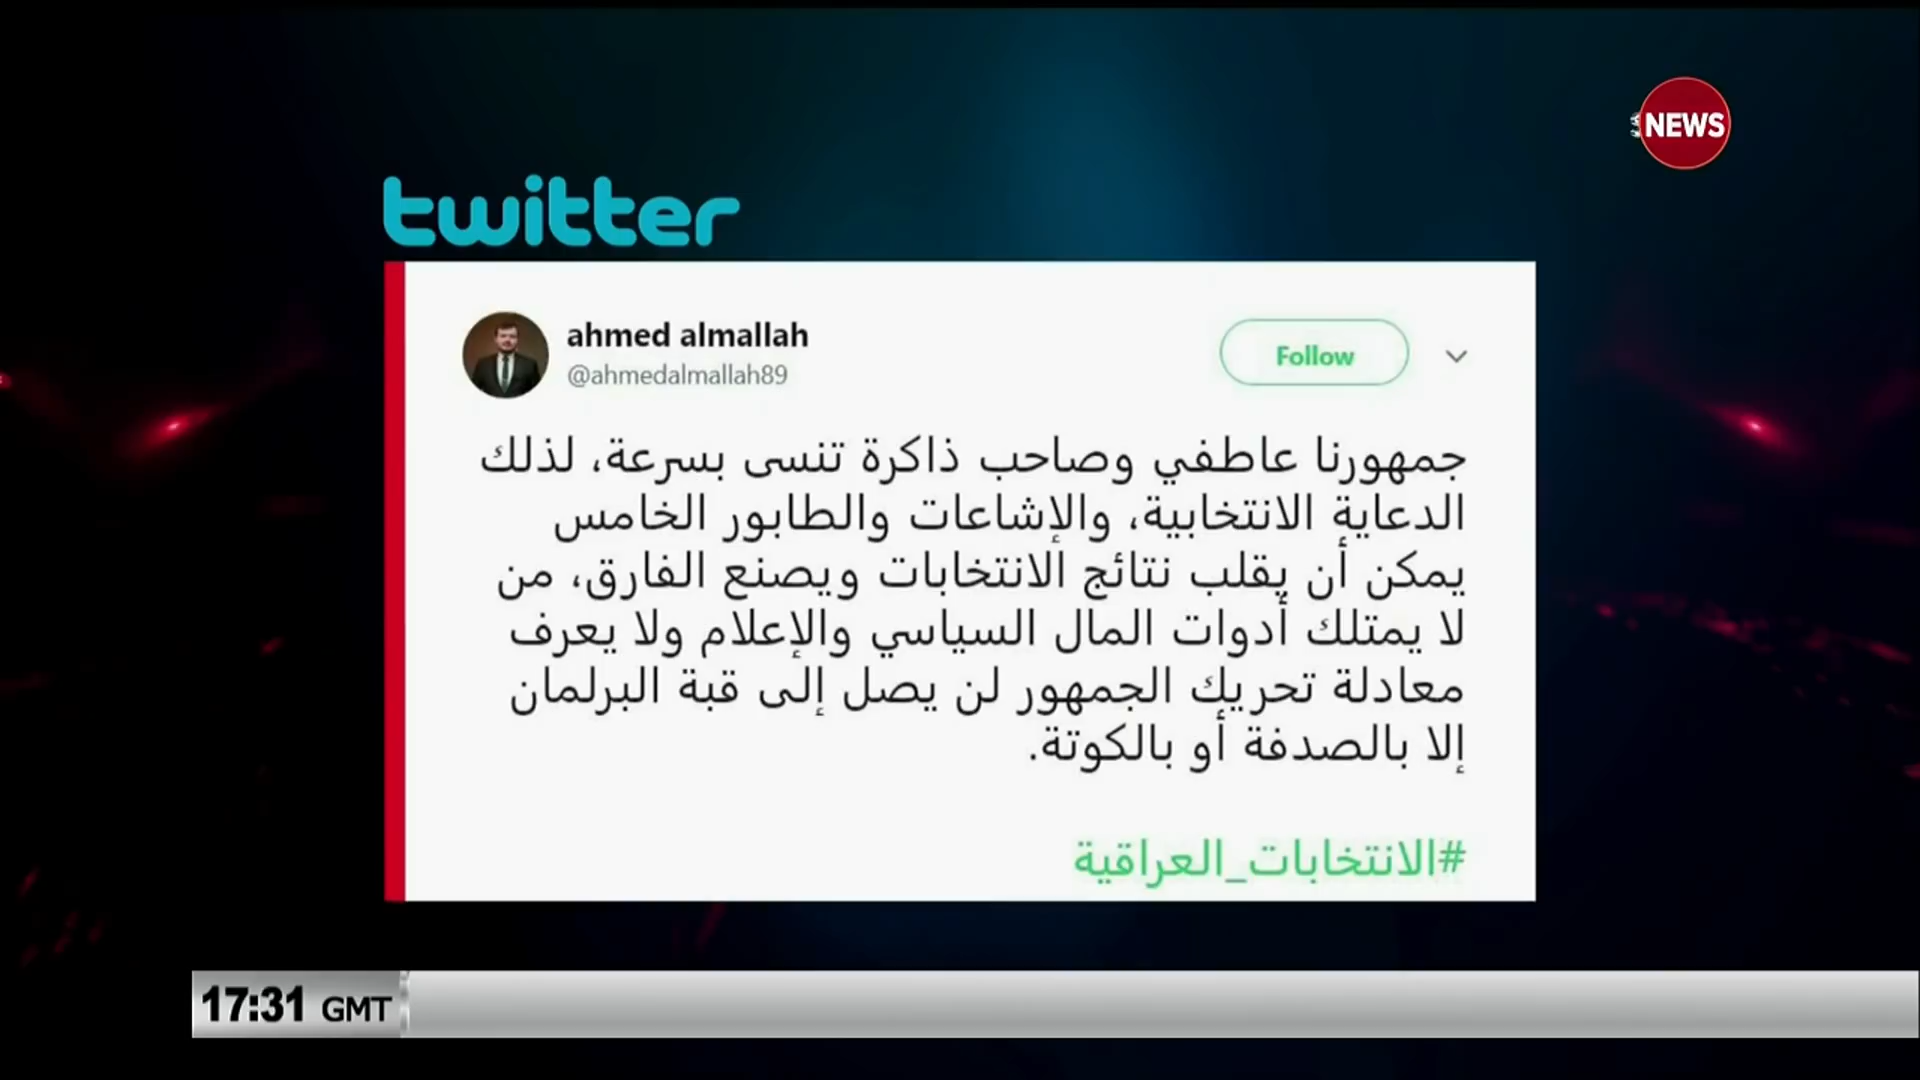 NEWS
twitter
ahmed almallah
@ahmedalmallah89
Follow
جمهورنا عاطفي وصاحب ذاكرة تنسى بسرعة، لذلك
الدعاية الانتخابية، والإشاعات والطابور الخامس
يمكن أن يقلب نتائج الانتخابات ويصنع الفارق، من
لا يمتلك أدوات المال السياسي والإعلام ولا يعرف
معادلة تحريك الجمهور لن يصل إلى قبة البرلمان
إلا بالصدفة أو بالكوتة.
#الانتخابات_العراقية
17:31 GMT